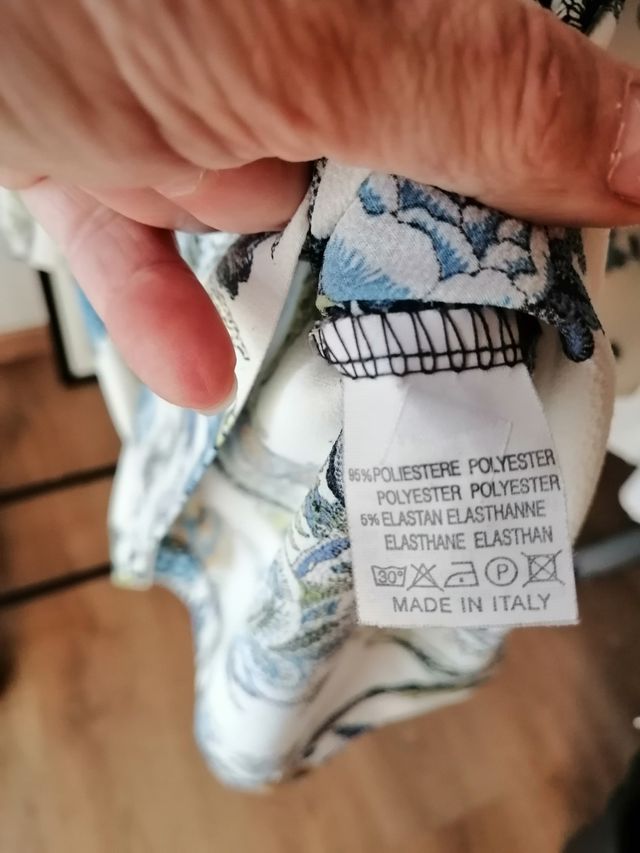 95%POLIESTERE POLYESTER
POLYESTER POLYESTER
5%ELASTAN ELASTHANNE
ELASTHANE ELASTHAN
30° P
MADE IN ITALY